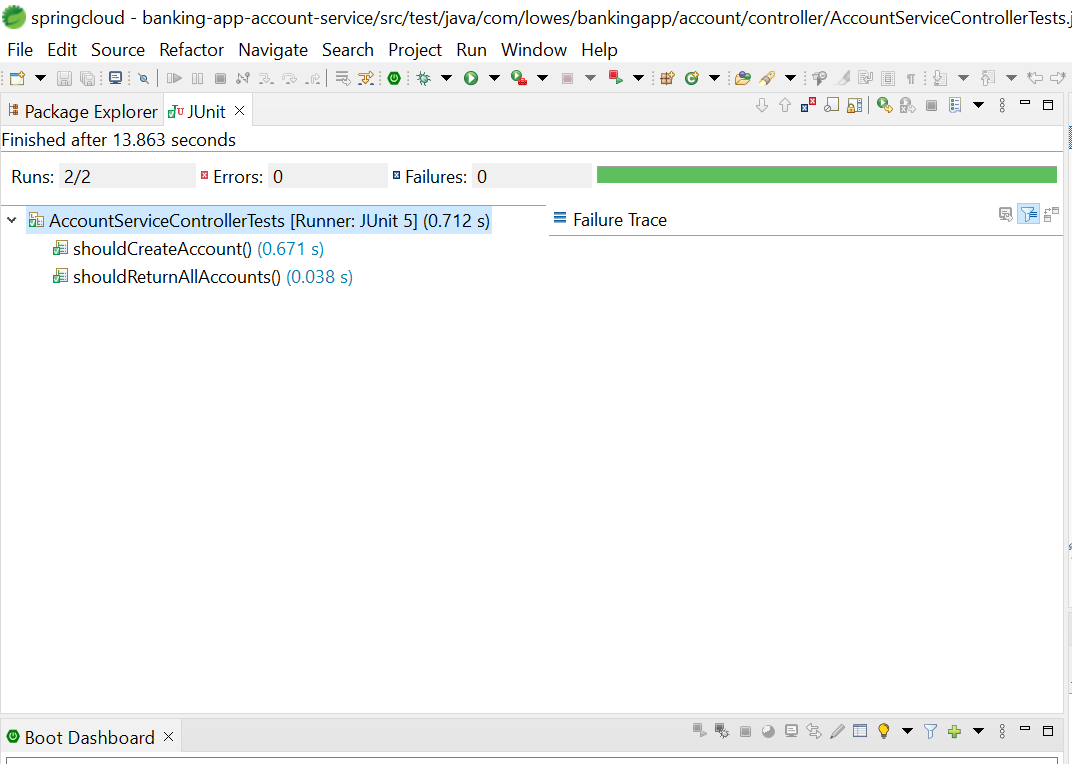 springcloud - banking-app-account-service/src/test/java/com/lowes/bankingapp/account/controller/AccountServiceControllerTests.j
File Edit Source Refactor Navigate Search Project Run Window Help
Package Explorer JUnit
Finished after 13.863 seconds
Runs: 2/2 Errors: 0 Failures: 0
AccountServiceControllerTests [Runner: JUnit 5] (0.712 s)
Failure Trace
shouldCreateAccount() (0.671 s)
shouldReturnAllAccounts() (0.038 s)
Boot Dashboard